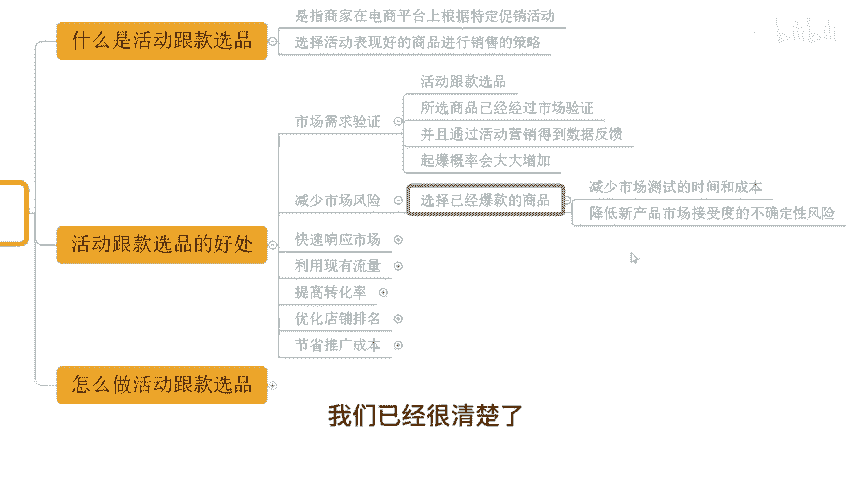 什么是活动跟款选品
是指商家在电商平台上根据特定促销活动
选择活动表现好的商品进行销售的策略
活动跟款选品的好处
市场需求验证
活动跟款选品
所选商品已经经过市场验证
并且通过活动营销得到数据反馈
起爆概率会大大增加
减少市场风险
选择已经爆款的商品
减少市场测试的时间和成本
降低新产品市场接受度的不确定性风险
快速响应市场
利用现有流量
提高转化率
优化店铺排名
节省推广成本
怎么做活动跟款选品
我们已经很清楚了